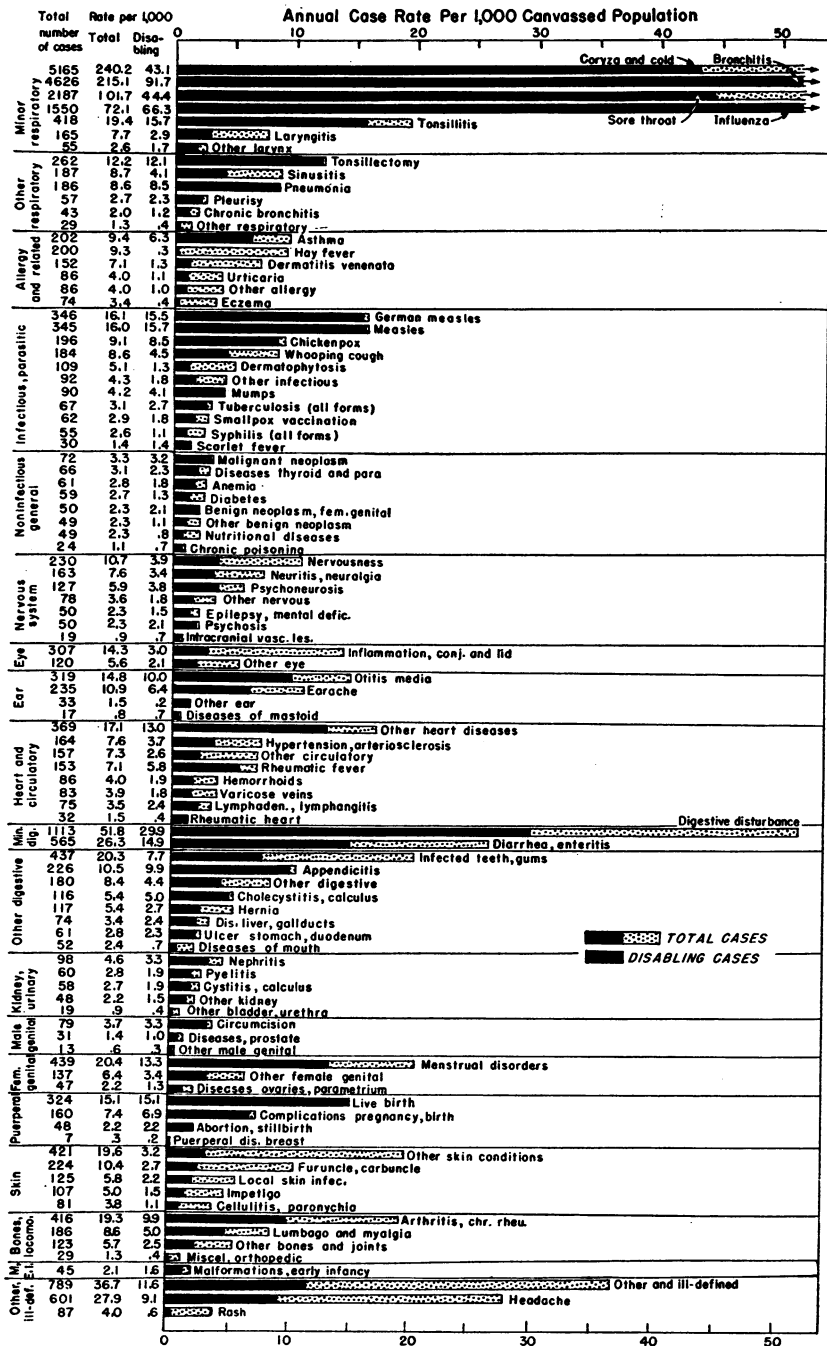 Annual Case Rate Per 1,000 Canvassed Population
Total number of cases
Rate per 1,000
Total
Disabling
0 10 20 30 40 50
Minor respiratory
5165 240.2 43.1 Coryza and cold
4626 215.1 91.7 Bronchitis
2187 101.7 44.4 Sore throat
1550 72.1 66.3 Influenza
418 19.4 15.7 Tonsillitis
165 7.7 2.9 Laryngitis
55 2.6 1.7 Other larynx
Other respiratory
262 12.2 12.1 Tonsillectomy
187 8.7 4.1 Sinusitis
186 8.6 8.5 Pneumonia
57 2.7 2.3 Pleurisy
43 2.0 1.2 Chronic bronchitis
29 1.3 .4 Other respiratory
Allergy and related
202 9.4 6.3 Asthma
200 9.3 .3 Hay fever
152 7.1 1.3 Dermatitis venenata
86 4.0 1.1 Urticaria
86 4.0 1.0 Other allergy
74 3.4 .4 Eczema
Infectious, parasitic
346 16.1 15.5 German measles
345 16.0 15.7 Measles
196 9.1 8.5 Chickenpox
184 8.6 4.5 Whooping cough
109 5.1 1.3 Dermatophytosis
92 4.3 1.8 Other infectious
90 4.2 4.1 Mumps
67 3.1 2.7 Tuberculosis (all forms)
62 2.9 1.8 Smallpox vaccination
55 2.6 1.1 Syphilis (all forms)
30 1.4 1.4 Scarlet fever
Noninfectious general
72 3.3 3.2 Malignant neoplasm
66 3.1 2.3 Diseases thyroid and para
61 2.8 1.8 Anemia
59 2.7 1.3 Diabetes
50 2.3 2.1 Benign neoplasm, fem. genital
49 2.3 1.1 Other benign neoplasm
49 2.3 .8 Nutritional diseases
24 1.1 .7 Chronic poisoning
Nervous system
230 10.7 3.9 Nervousness
163 7.6 3.4 Neuritis, neuralgia
127 5.9 3.8 Psychoneurosis
78 3.6 1.8 Other nervous
50 2.3 1.5 Epilepsy, mental defic.
50 2.3 2.1 Psychosis
19 .9 .7 Intracranial vasc. les.
Eye
307 14.3 3.0 Inflammation, conj. and lid
120 5.6 2.1 Other eye
Ear
319 14.8 10.0 Otitis media
235 10.9 6.4 Earache
33 1.5 .2 Other ear
17 .8 .7 Diseases of mastoid
Heart and circulatory
369 17.1 13.0 Other heart diseases
164 7.6 3.7 Hypertension, arteriosclerosis
157 7.3 2.6 Other circulatory
153 7.1 5.8 Rheumatic fever
86 4.0 1.9 Hemorrhoids
83 3.9 1.8 Varicose veins
75 3.5 2.4 Lymphaden., lymphangitis
32 1.5 .4 Rheumatic heart
Min. dig.
1113 51.8 29.9 Digestive disturbance
565 26.3 14.9 Diarrhea, enteritis
Other digestive
437 20.3 7.7 Infected teeth, gums
226 10.5 9.9 Appendicitis
180 8.4 4.4 Other digestive
116 5.4 5.0 Cholecystitis, calculus
117 5.4 2.7 Hernia
74 3.4 2.4 Dis. liver, gallducts
61 2.8 2.3 Ulcer stomach, duodenum
52 2.4 .7 Diseases of mouth
TOTAL CASES
DISABLING CASES
Kidney, urinary
98 4.6 3.3 Nephritis
60 2.8 1.9 Pyelitis
58 2.7 1.9 Cystitis, calculus
48 2.2 1.5 Other kidney
19 .9 .4 Other bladder, urethra
Male genital
79 3.7 3.3 Circumcision
31 1.4 1.0 Diseases, prostate
13 .6 .3 Other male genital
Fem. genital
439 20.4 13.3 Menstrual disorders
137 6.4 3.4 Other female genital
47 2.2 1.3 Diseases ovaries, parametrium
Puerperal
324 15.1 15.1 Live birth
160 7.4 6.9 Complications pregnancy, birth
48 2.2 2.2 Abortion, stillbirth
7 .3 .2 Puerperal dis. breast
Skin
421 19.6 3.2 Other skin conditions
224 10.4 2.7 Furuncle, carbuncle
125 5.8 2.2 Local skin infec.
107 5.0 1.5 Impetigo
81 3.8 1.1 Cellulitis, paronychia
Bones, locomo.
416 19.3 9.9 Arthritis, chr. rheu.
186 8.6 5.0 Lumbago and myalgia
123 5.7 2.5 Other bones and joints
29 1.3 .4 Miscel. orthopedic
M, E.I.
45 2.1 1.6 Malformations, early infancy
Other, ill-def.
789 36.7 11.6 Other and ill-defined
601 27.9 9.1 Headache
87 4.0 .6 Rash
0 10 20 30 40 50